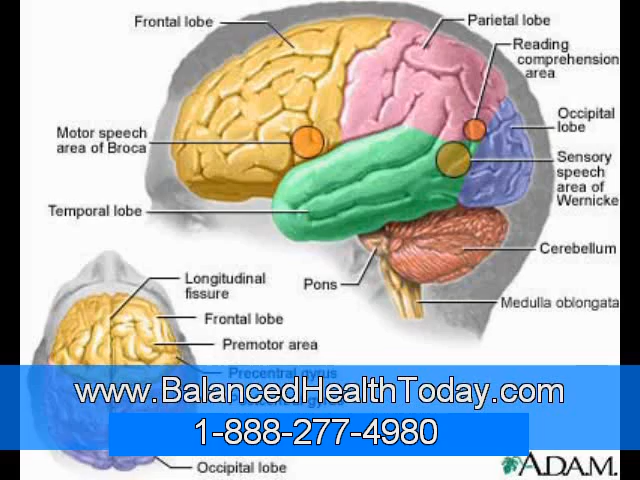 Frontal lobe
Parietal lobe
Reading
comprehension
area
Motor speech
area of Broca
Occipital
lobe
Sensory
speech
area of
Wernicke
Temporal lobe
Cerebellum
Pons
Medulla oblongata
Longitudinal
fissure
Frontal lobe
Premotor area
Precentral gyrus
www.BalancedHealthToday.com
1-888-277-4980
Occipital lobe
A.D.A.M.